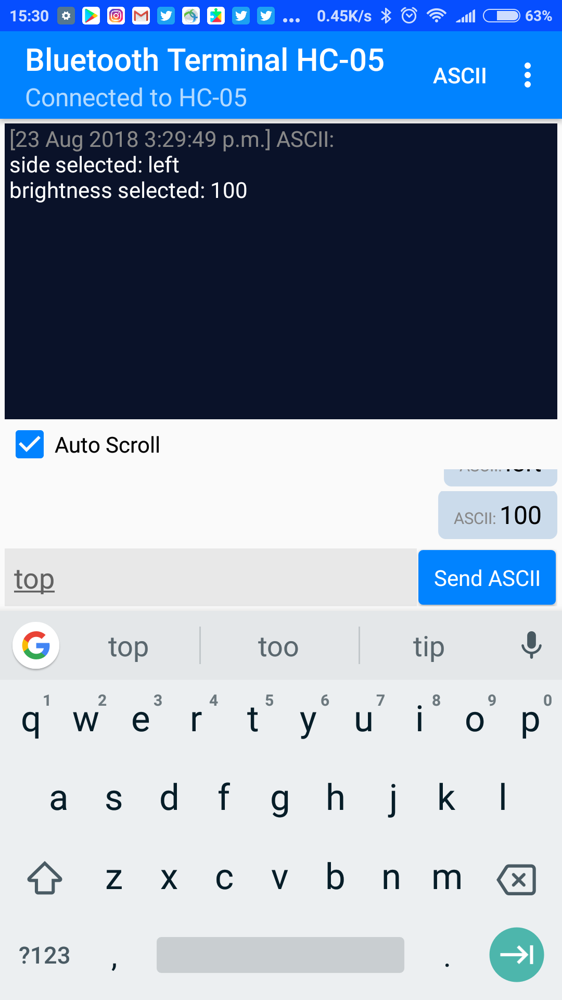 15:30 ... 0.45K/s 63%
Bluetooth Terminal HC-05
ASCII
Connected to HC-05
[23 Aug 2018 3:29:49 p.m.] ASCII:
side selected: left
brightness selected: 100
Auto Scroll
ASCII: left
ASCII: 100
top
Send ASCII
top too tip
1 2 3 4 5 6 7 8 9 0
q w e r t y u i o p
a s d f g h j k l
z x c v b n m
?123 , .